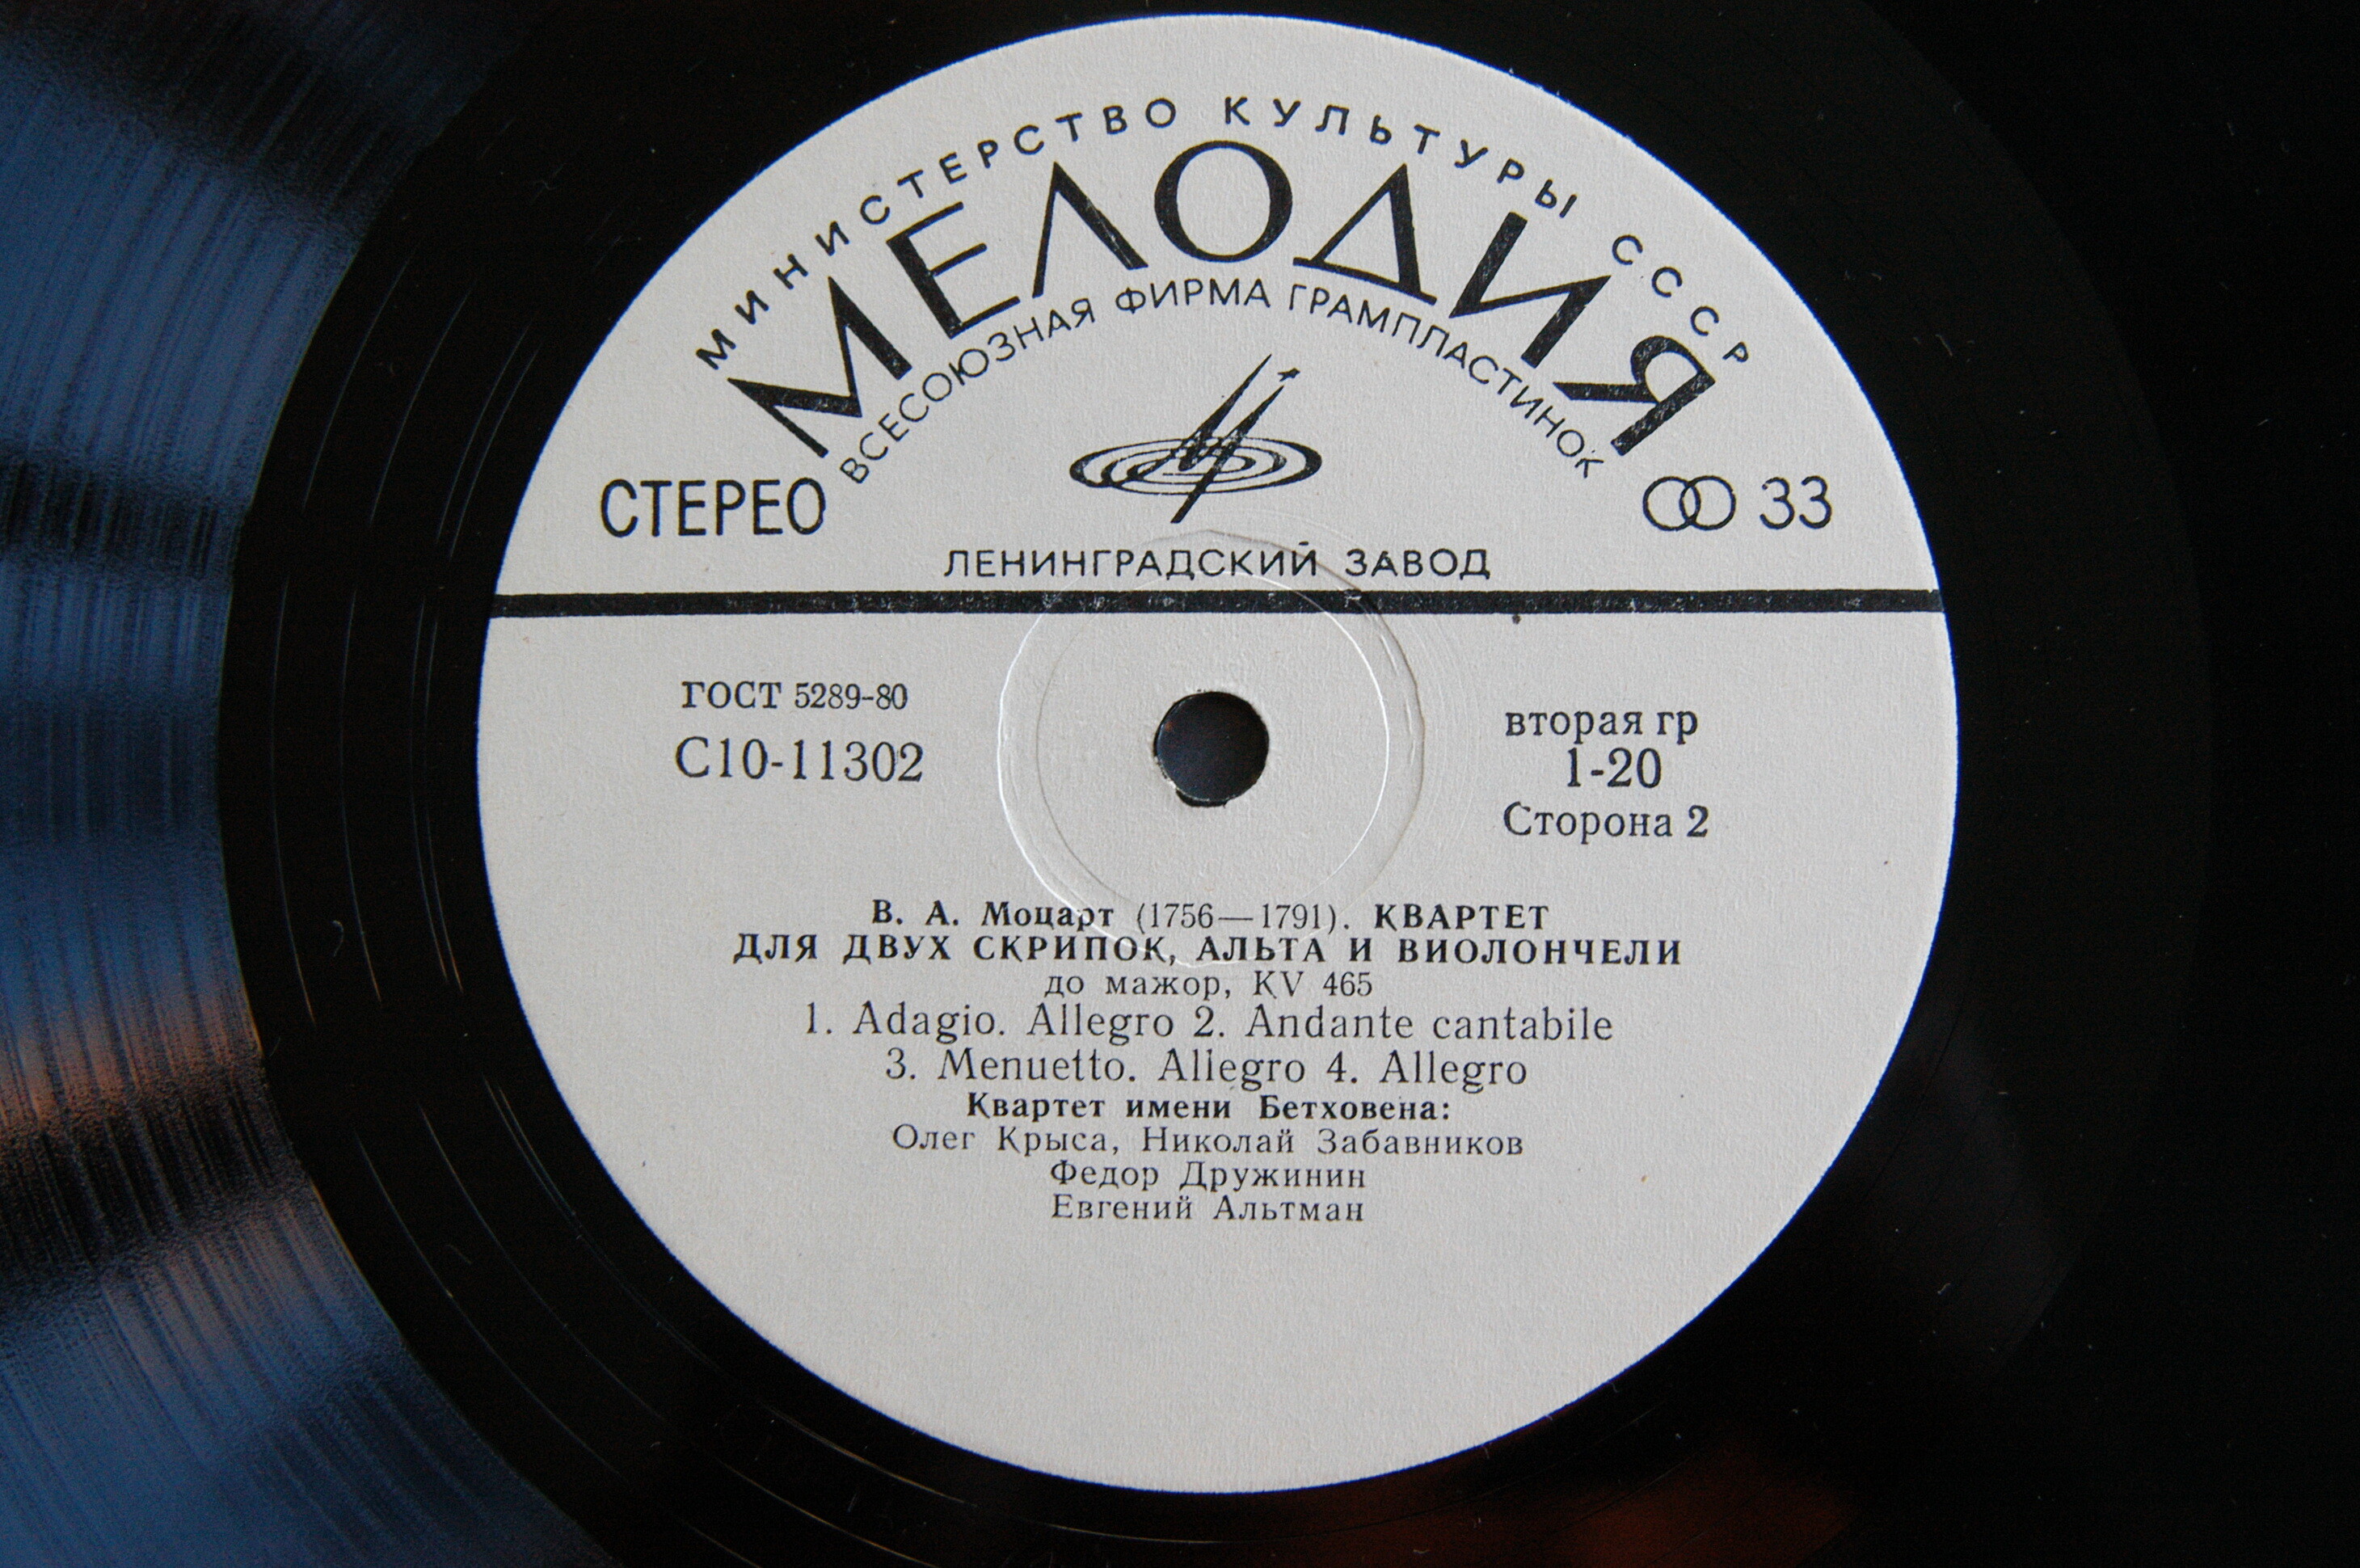 МИНИСТЕРСТВО КУЛЬТУРЫ СССР
МЕЛОДИЯ
ВСЕСОЮЗНАЯ ФИРМА ГРАМПЛАСТИНОК
СТЕРЕО
33
ЛЕНИНГРАДСКИЙ ЗАВОД
ГОСТ 5289-80
С10-11302
вторая гр
1-20
Сторона 2
В. А. Моцарт (1756—1791). КВАРТЕТ
ДЛЯ ДВУХ СКРИПОК, АЛЬТА И ВИОЛОНЧЕЛИ
до мажор, KV 465
1. Adagio. Allegro 2. Andante cantabile
3. Menuetto. Allegro 4. Allegro
Квартет имени Бетховена:
Олег Крыса, Николай Забавников
Федор Дружинин
Евгений Альтман